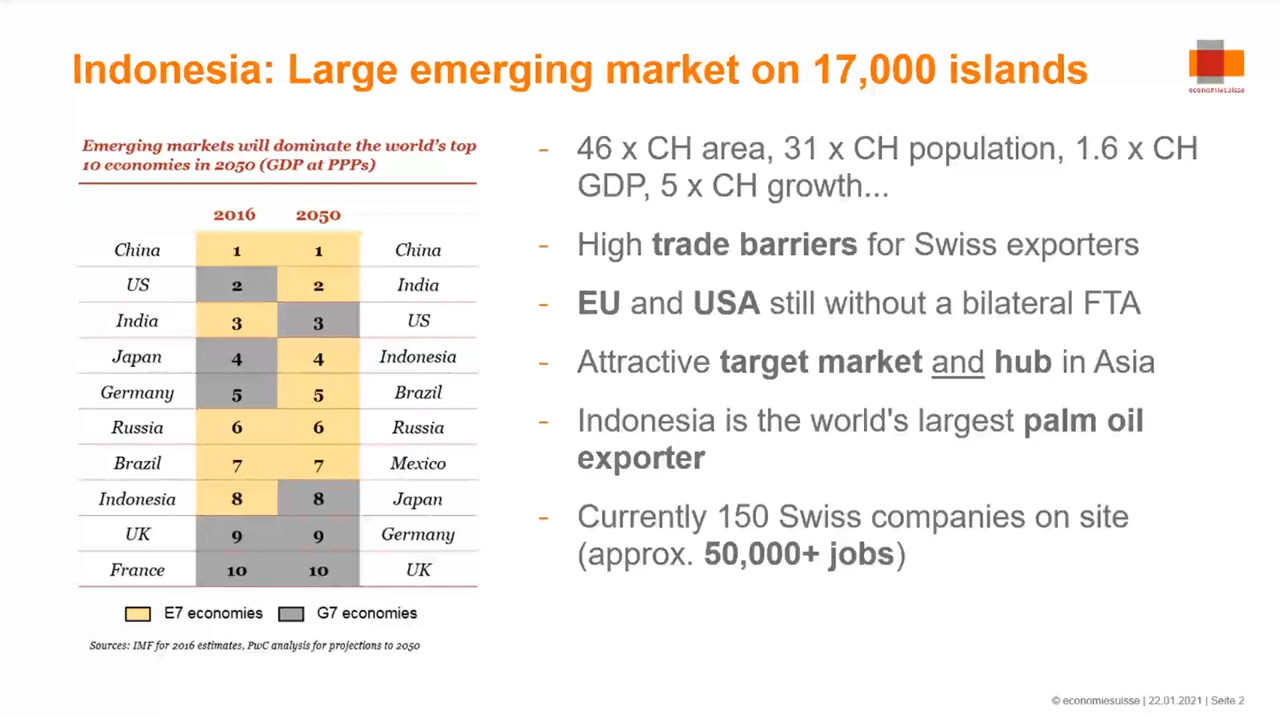 Indonesia: Large emerging market on 17,000 islands
economiesuisse
Emerging markets will dominate the world's top
10 economies in 2050 (GDP at PPPs)
2016 2050
China 1 1 China
US 2 2 India
India 3 3 US
Japan 4 4 Indonesia
Germany 5 5 Brazil
Russia 6 6 Russia
Brazil 7 7 Mexico
Indonesia 8 8 Japan
UK 9 9 Germany
France 10 10 UK
E7 economies G7 economies
Sources: IMF for 2016 estimates, PwC analysis for projections to 2050
- 46 x CH area, 31 x CH population, 1.6 x CH
GDP, 5 x CH growth...
- High trade barriers for Swiss exporters
- EU and USA still without a bilateral FTA
- Attractive target market and hub in Asia
- Indonesia is the world's largest palm oil
exporter
- Currently 150 Swiss companies on site
(approx. 50,000+ jobs)
© economiesuisse | 22.01.2021 | Seite 2